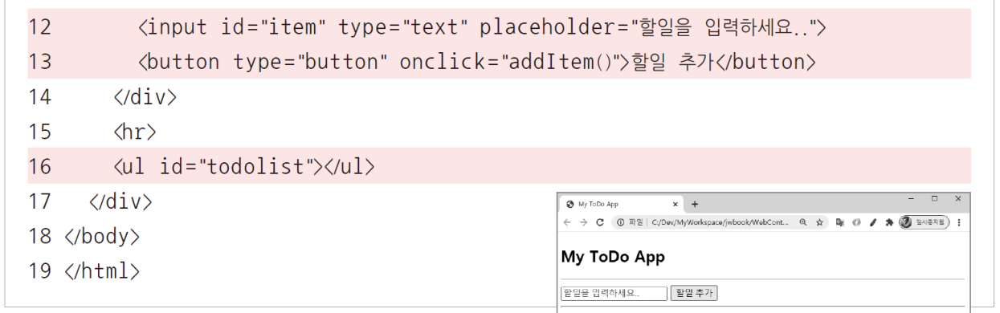 12 <input id="item" type="text" placeholder="할일을 입력하세요..">
13 <button type="button" onclick="addItem()">할일 추가</button>
14 </div>
15 <hr>
16 <ul id="todolist"></ul>
17 </div>
18 </body>
19 </html>
My ToDo App
파일 | C:/Dev/MyWorkspace/jwbook/WebCont... 일시중지됨
My ToDo App
할일을 입력하세요.. 할일 추가